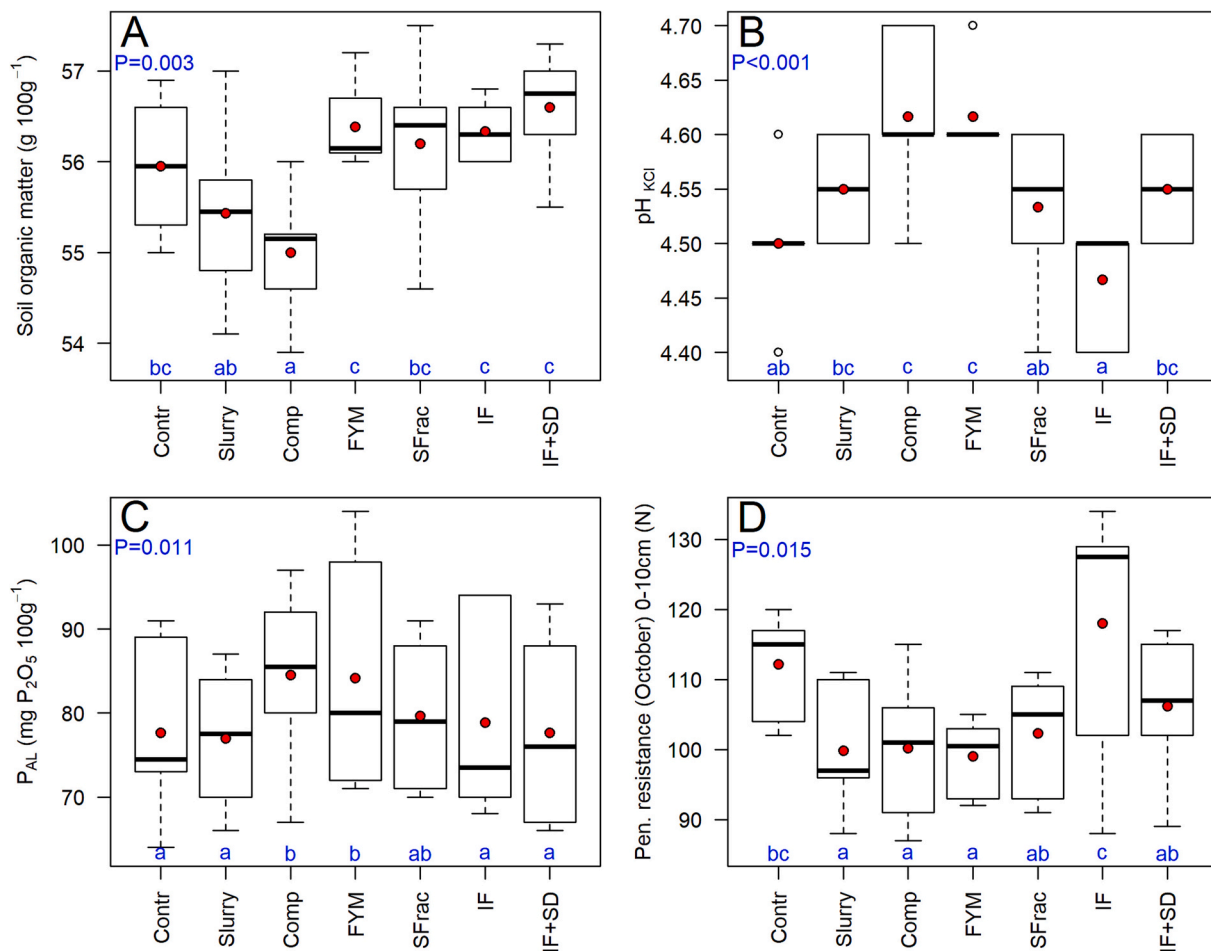 A
P=0.003
Soil organic matter (g 100g⁻¹)
57
56
55
54
bc ab a c bc c c
Contr Slurry Comp FYM SFrac IF IF+SD
B
P<0.001
pH KCl
4.70
4.65
4.60
4.55
4.50
4.45
4.40
ab bc c c ab a bc
Contr Slurry Comp FYM SFrac IF IF+SD
C
P=0.011
P_AL (mg P₂O₅ 100g⁻¹)
100
90
80
70
a a b b ab a a
Contr Slurry Comp FYM SFrac IF IF+SD
D
P=0.015
Pen. resistance (October) 0-10cm (N)
130
120
110
100
90
bc a a a ab c ab
Contr Slurry Comp FYM SFrac IF IF+SD